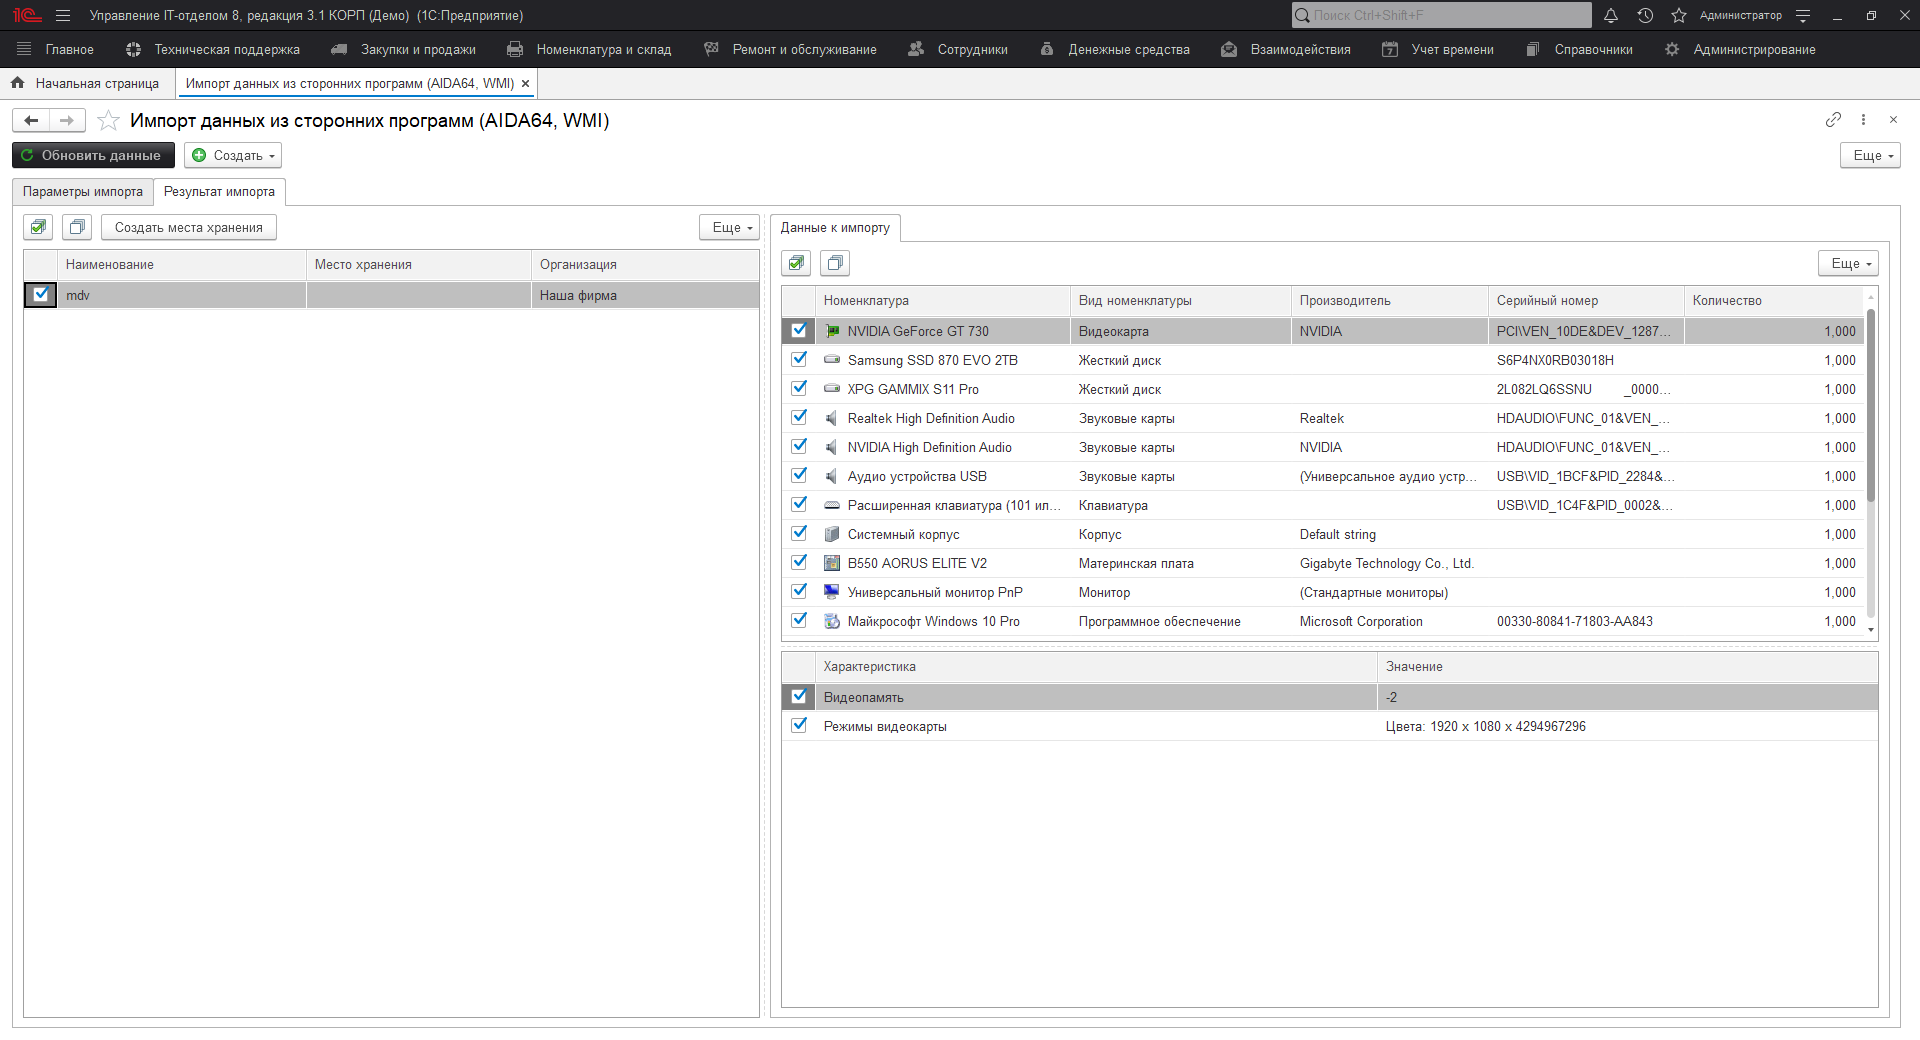 Управление IT-отделом 8, редакция 3.1 КОРП (Демо) (1С:Предприятие)
Поиск Ctrl+Shift+F
Администратор
Главное Техническая поддержка Закупки и продажи Номенклатура и склад Ремонт и обслуживание Сотрудники Денежные средства Взаимодействия Учет времени Справочники Администрирование
Начальная страница Импорт данных из сторонних программ (AIDA64, WMI)
Импорт данных из сторонних программ (AIDA64, WMI)
Обновить данные Создать Еще
Параметры импорта Результат импорта
Создать места хранения Еще
Наименование Место хранения Организация
mdv Наша фирма
Данные к импорту
Еще
Номенклатура Вид номенклатуры Производитель Серийный номер Количество
NVIDIA GeForce GT 730 Видеокарта NVIDIA PCI\VEN_10DE&DEV_1287... 1,000
Samsung SSD 870 EVO 2TB Жесткий диск S6P4NX0RB03018H 1,000
XPG GAMMIX S11 Pro Жесткий диск 2L082LQ6SSNU _0000... 1,000
Realtek High Definition Audio Звуковые карты Realtek HDAUDIO\FUNC_01&VEN_... 1,000
NVIDIA High Definition Audio Звуковые карты NVIDIA HDAUDIO\FUNC_01&VEN_... 1,000
Аудио устройства USB Звуковые карты (Универсальное аудио устр... USB\VID_1BCF&PID_2284&... 1,000
Расширенная клавиатура (101 ил... Клавиатура USB\VID_1C4F&PID_0002&... 1,000
Системный корпус Корпус Default string 1,000
B550 AORUS ELITE V2 Материнская плата Gigabyte Technology Co., Ltd. 1,000
Универсальный монитор PnP Монитор (Стандартные мониторы) 1,000
Майкрософт Windows 10 Pro Программное обеспечение Microsoft Corporation 00330-80841-71803-AA843 1,000
Характеристика Значение
Видеопамять -2
Режимы видеокарты Цвета: 1920 x 1080 x 4294967296